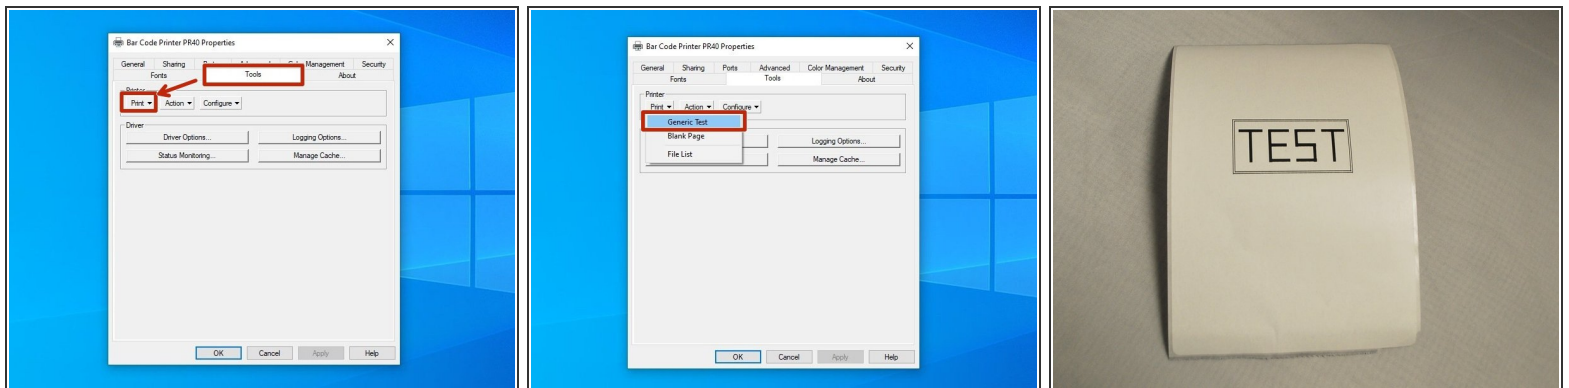 Bar Code Printer PR40 Properties
General Sharing Management Security
Fonts Tools About
Printer
Print Action Configure
Driver
Driver Options... Logging Options...
Status Monitoring... Manage Cache...
OK Cancel Apply Help
Bar Code Printer PR40 Properties
General Sharing Ports Advanced Color Management Security
Fonts Tools About
Printer
Print Action Configure
Generic Test
Blank Page
File List
Logging Options...
Manage Cache...
OK Cancel Apply Help
TEST